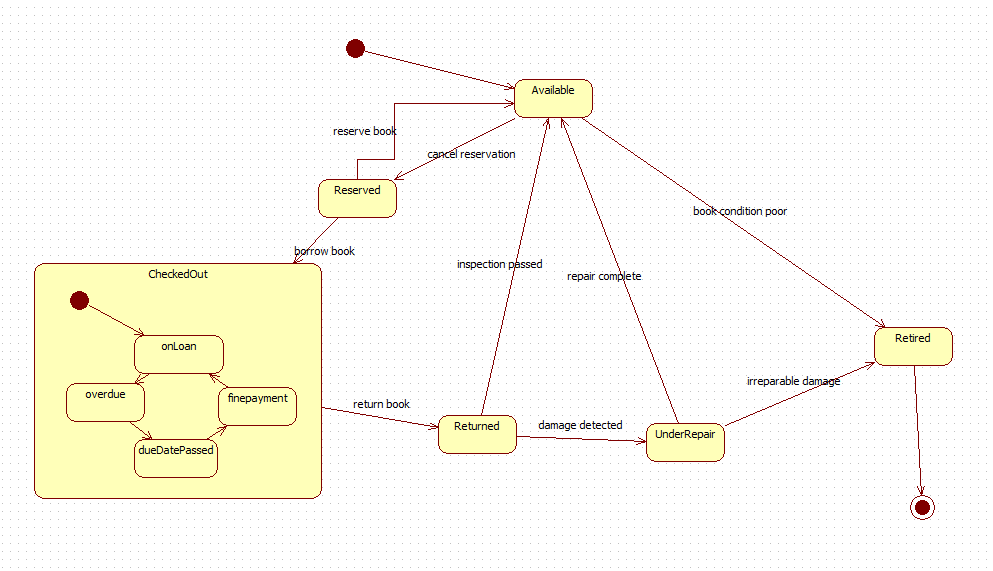 Available
reserve book
cancel reservation
Reserved
book condition poor
borrow book
inspection passed
CheckedOut
repair complete
Retired
onLoan
irreparable damage
overdue
finepayment
return book
Returned
damage detected
UnderRepair
dueDatePassed